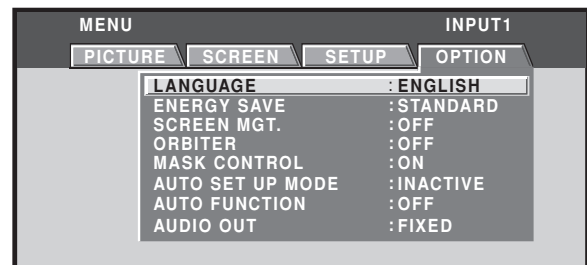 MENU INPUT1
PICTURE SCREEN SETUP OPTION
LANGUAGE :ENGLISH
ENERGY SAVE :STANDARD
SCREEN MGT. :OFF
ORBITER :OFF
MASK CONTROL :ON
AUTO SET UP MODE :INACTIVE
AUTO FUNCTION :OFF
AUDIO OUT :FIXED